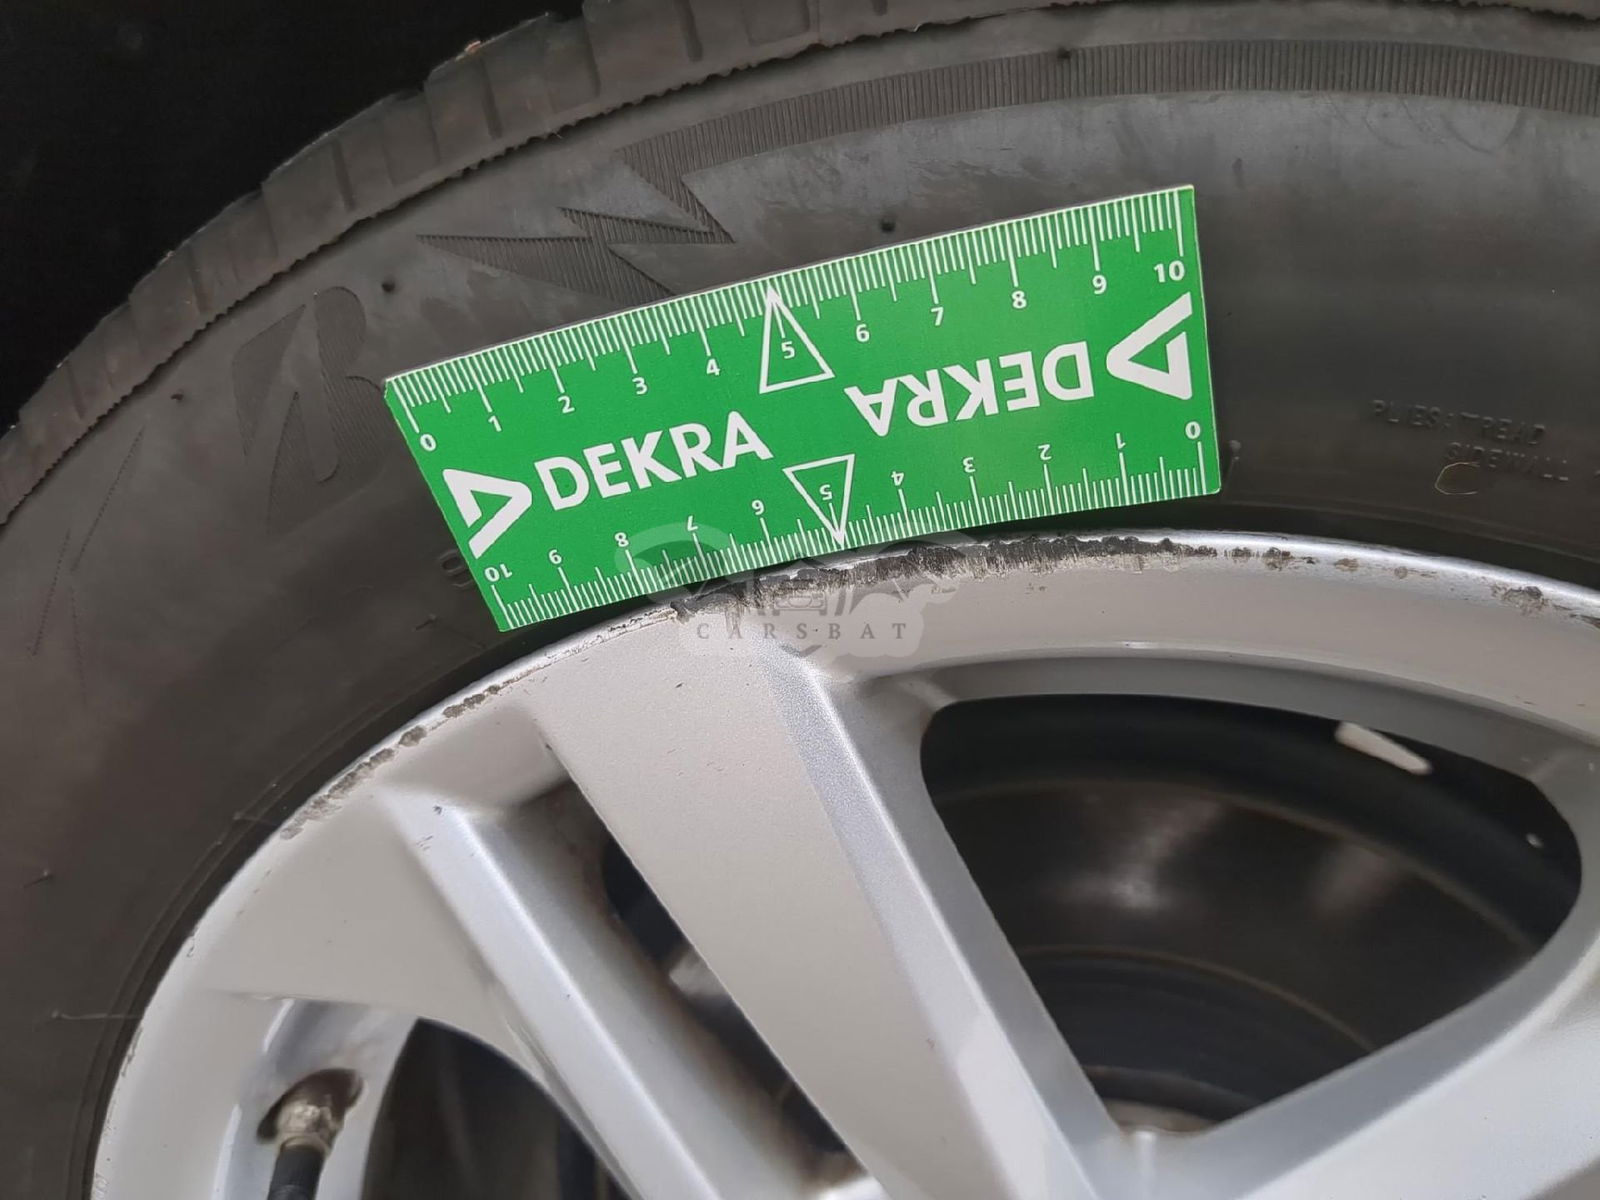 0 1 2 3 4 5 6 7 8 9 10
DEKRA
DEKRA
10 9 8 7 6 5 4 3 2 1 0
PLIES: TREAD
SIDEWALL
CARSBAT